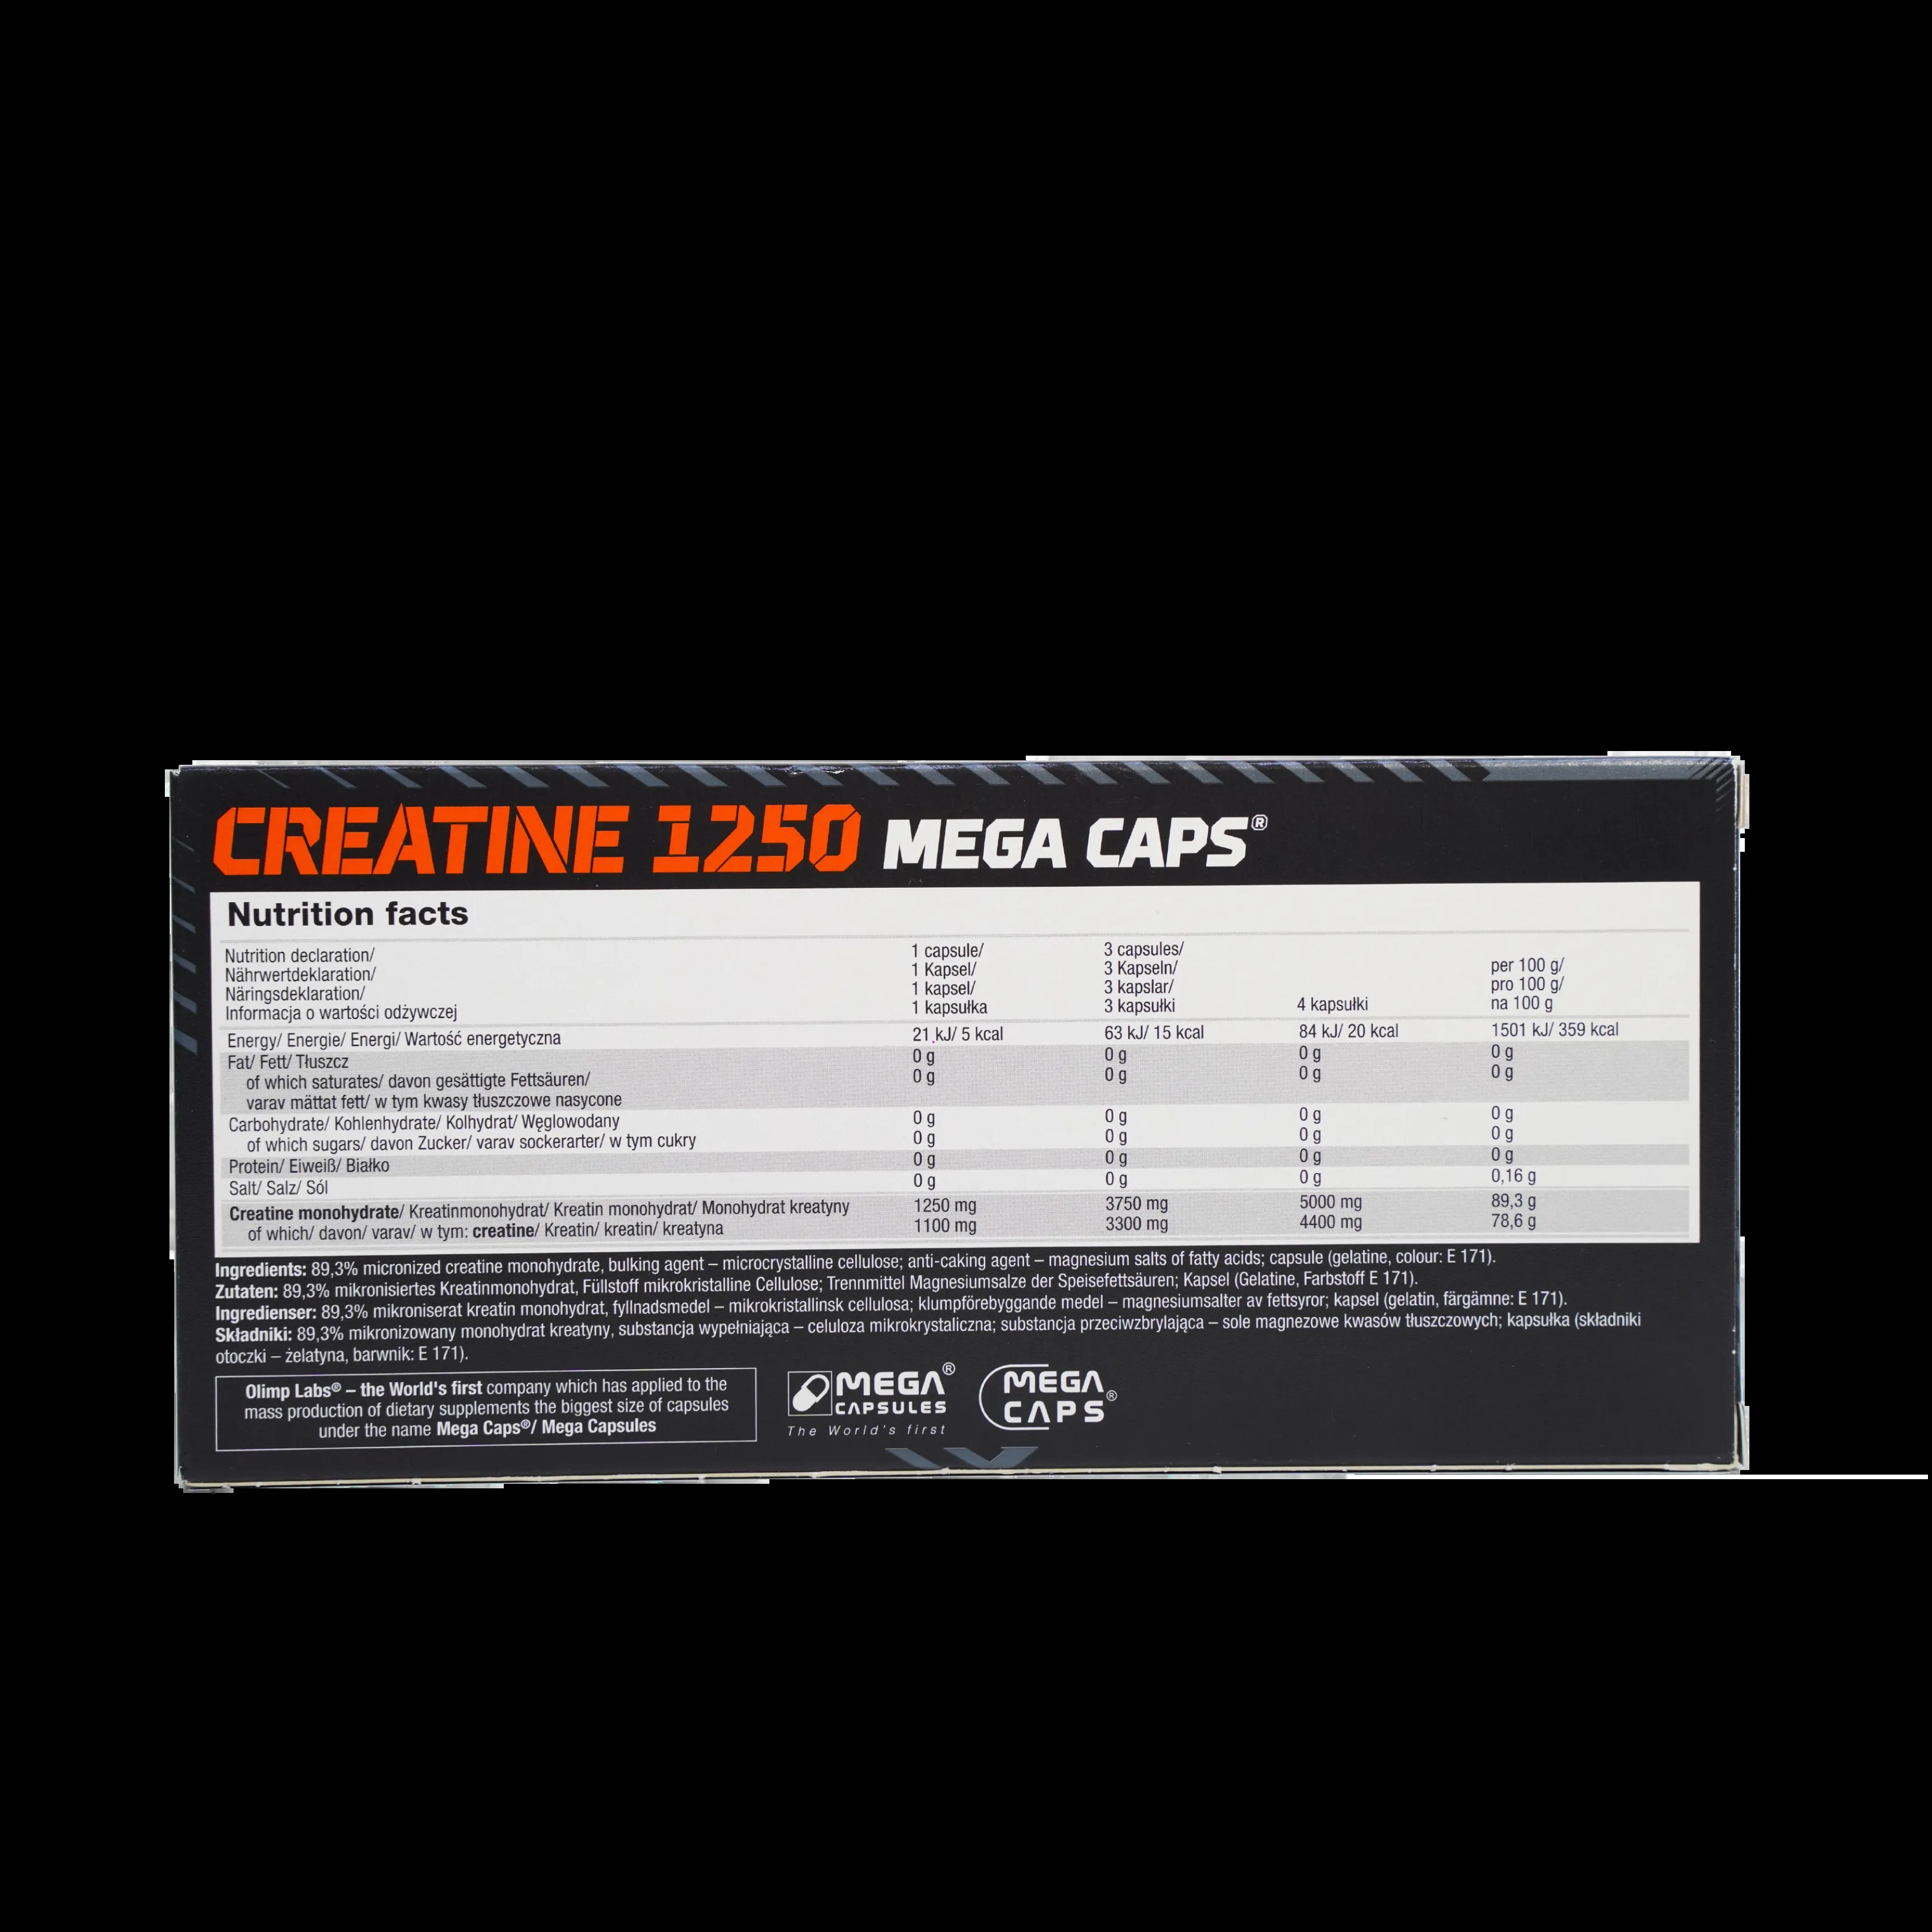 CREATINE 1250 MEGA CAPS®
Nutrition facts
Nutrition declaration/ 1 capsule/ 3 capsules/
Nährwertdeklaration/ 1 Kapsel/ 3 Kapseln/ per 100 g/
Näringsdeklaration/ 1 kapsel/ 3 kapslar/ pro 100 g/
Informacja o wartości odżywczej 1 kapsułka 3 kapsułki 4 kapsułki na 100 g
Energy/ Energie/ Energi/ Wartość energetyczna 21 kJ/ 5 kcal 63 kJ/ 15 kcal 84 kJ/ 20 kcal 1501 kJ/ 359 kcal
Fat/ Fett/ Tłuszcz 0 g 0 g 0 g 0 g
of which saturates/ davon gesättigte Fettsäuren/ 0 g 0 g 0 g 0 g
varav mättat fett/ w tym kwasy tłuszczowe nasycone
Carbohydrate/ Kohlenhydrate/ Kolhydrat/ Węglowodany 0 g 0 g 0 g 0 g
of which sugars/ davon Zucker/ varav sockerarter/ w tym cukry 0 g 0 g 0 g 0 g
Protein/ Eiweiß/ Białko 0 g 0 g 0 g 0 g
Salt/ Salz/ Sól 0 g 0 g 0 g 0,16 g
Creatine monohydrate/ Kreatinmonohydrat/ Kreatin monohydrat/ Monohydrat kreatyny 1250 mg 3750 mg 5000 mg 89,3 g
of which/ davon/ varav/ w tym: creatine/ Kreatin/ kreatin/ kreatyna 1100 mg 3300 mg 4400 mg 78,6 g
Ingredients: 89,3% micronized creatine monohydrate, bulking agent – microcrystalline cellulose; anti-caking agent – magnesium salts of fatty acids; capsule (gelatine, colour: E 171).
Zutaten: 89,3% mikronisiertes Kreatinmonohydrat, Füllstoff mikrokristalline Cellulose; Trennmittel Magnesiumsalze der Speisefettsäuren; Kapsel (Gelatine, Farbstoff E 171).
Ingredienser: 89,3% mikroniserat kreatin monohydrat, fyllnadsmedel – mikrokristallinsk cellulosa; klumpförebyggande medel – magnesiumsalter av fettsyror; kapsel (gelatin, färgämne: E 171).
Składniki: 89,3% mikronizowany monohydrat kreatyny, substancja wypełniająca – celuloza mikrokrystaliczna; substancja przeciwzbrylająca – sole magnezowe kwasów tłuszczowych; kapsułka (składniki
otoczki – żelatyna, barwnik: E 171).
Olimp Labs® – the World's first company which has applied to the
mass production of dietary supplements the biggest size of capsules
under the name Mega Caps®/ Mega Capsules
MEGA®
CAPSULES
The World's first
MEGA
CAPS®